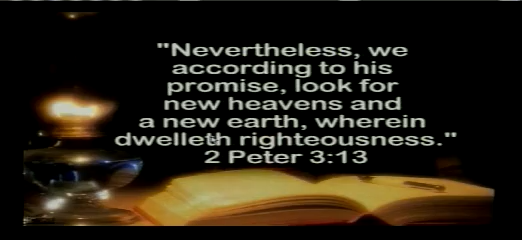 "Nevertheless, we
according to his
promise, look for
new heavens and
a new earth, wherein
dwelleth righteousness."
2 Peter 3:13